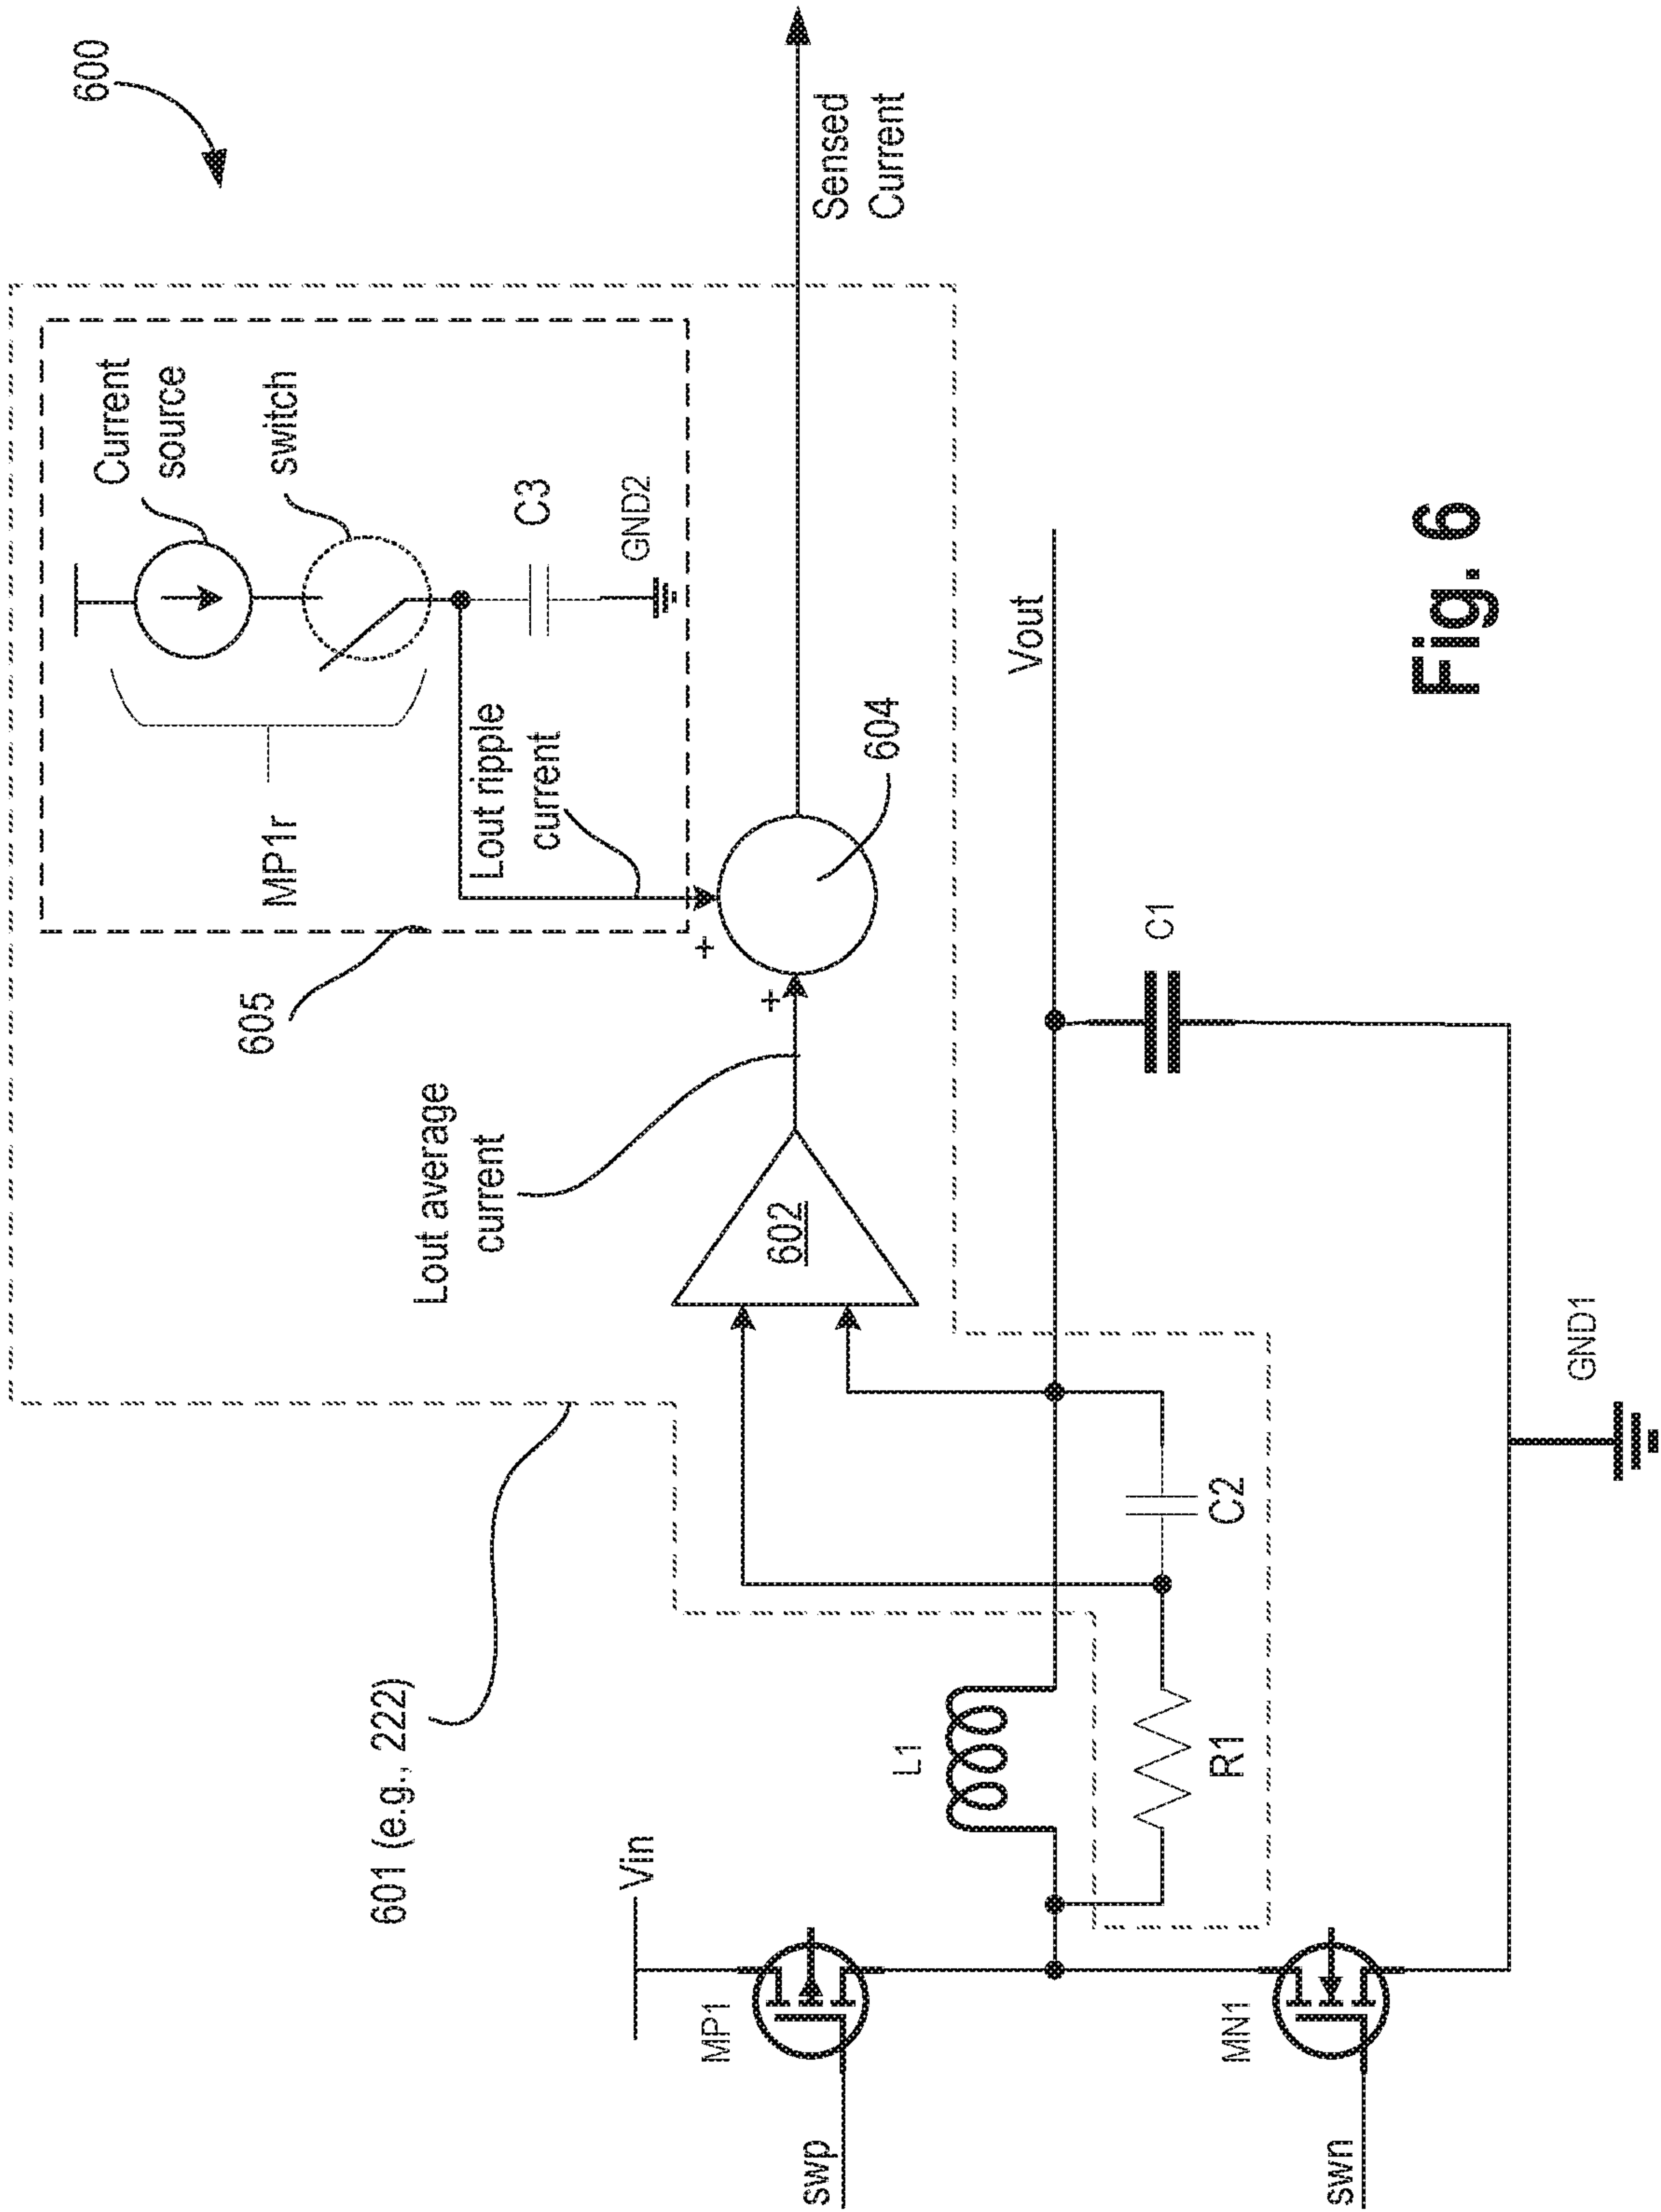 600
601 (e.g., 222)
605
MP1r
Current
source
switch
C3
GND2
Lout ripple
current
Lout average
current
+
+
602
604
Sensed
Current
Vin
swp
MP1
L1
R1
C2
Vout
C1
swn
MN1
GND1
Fig. 6